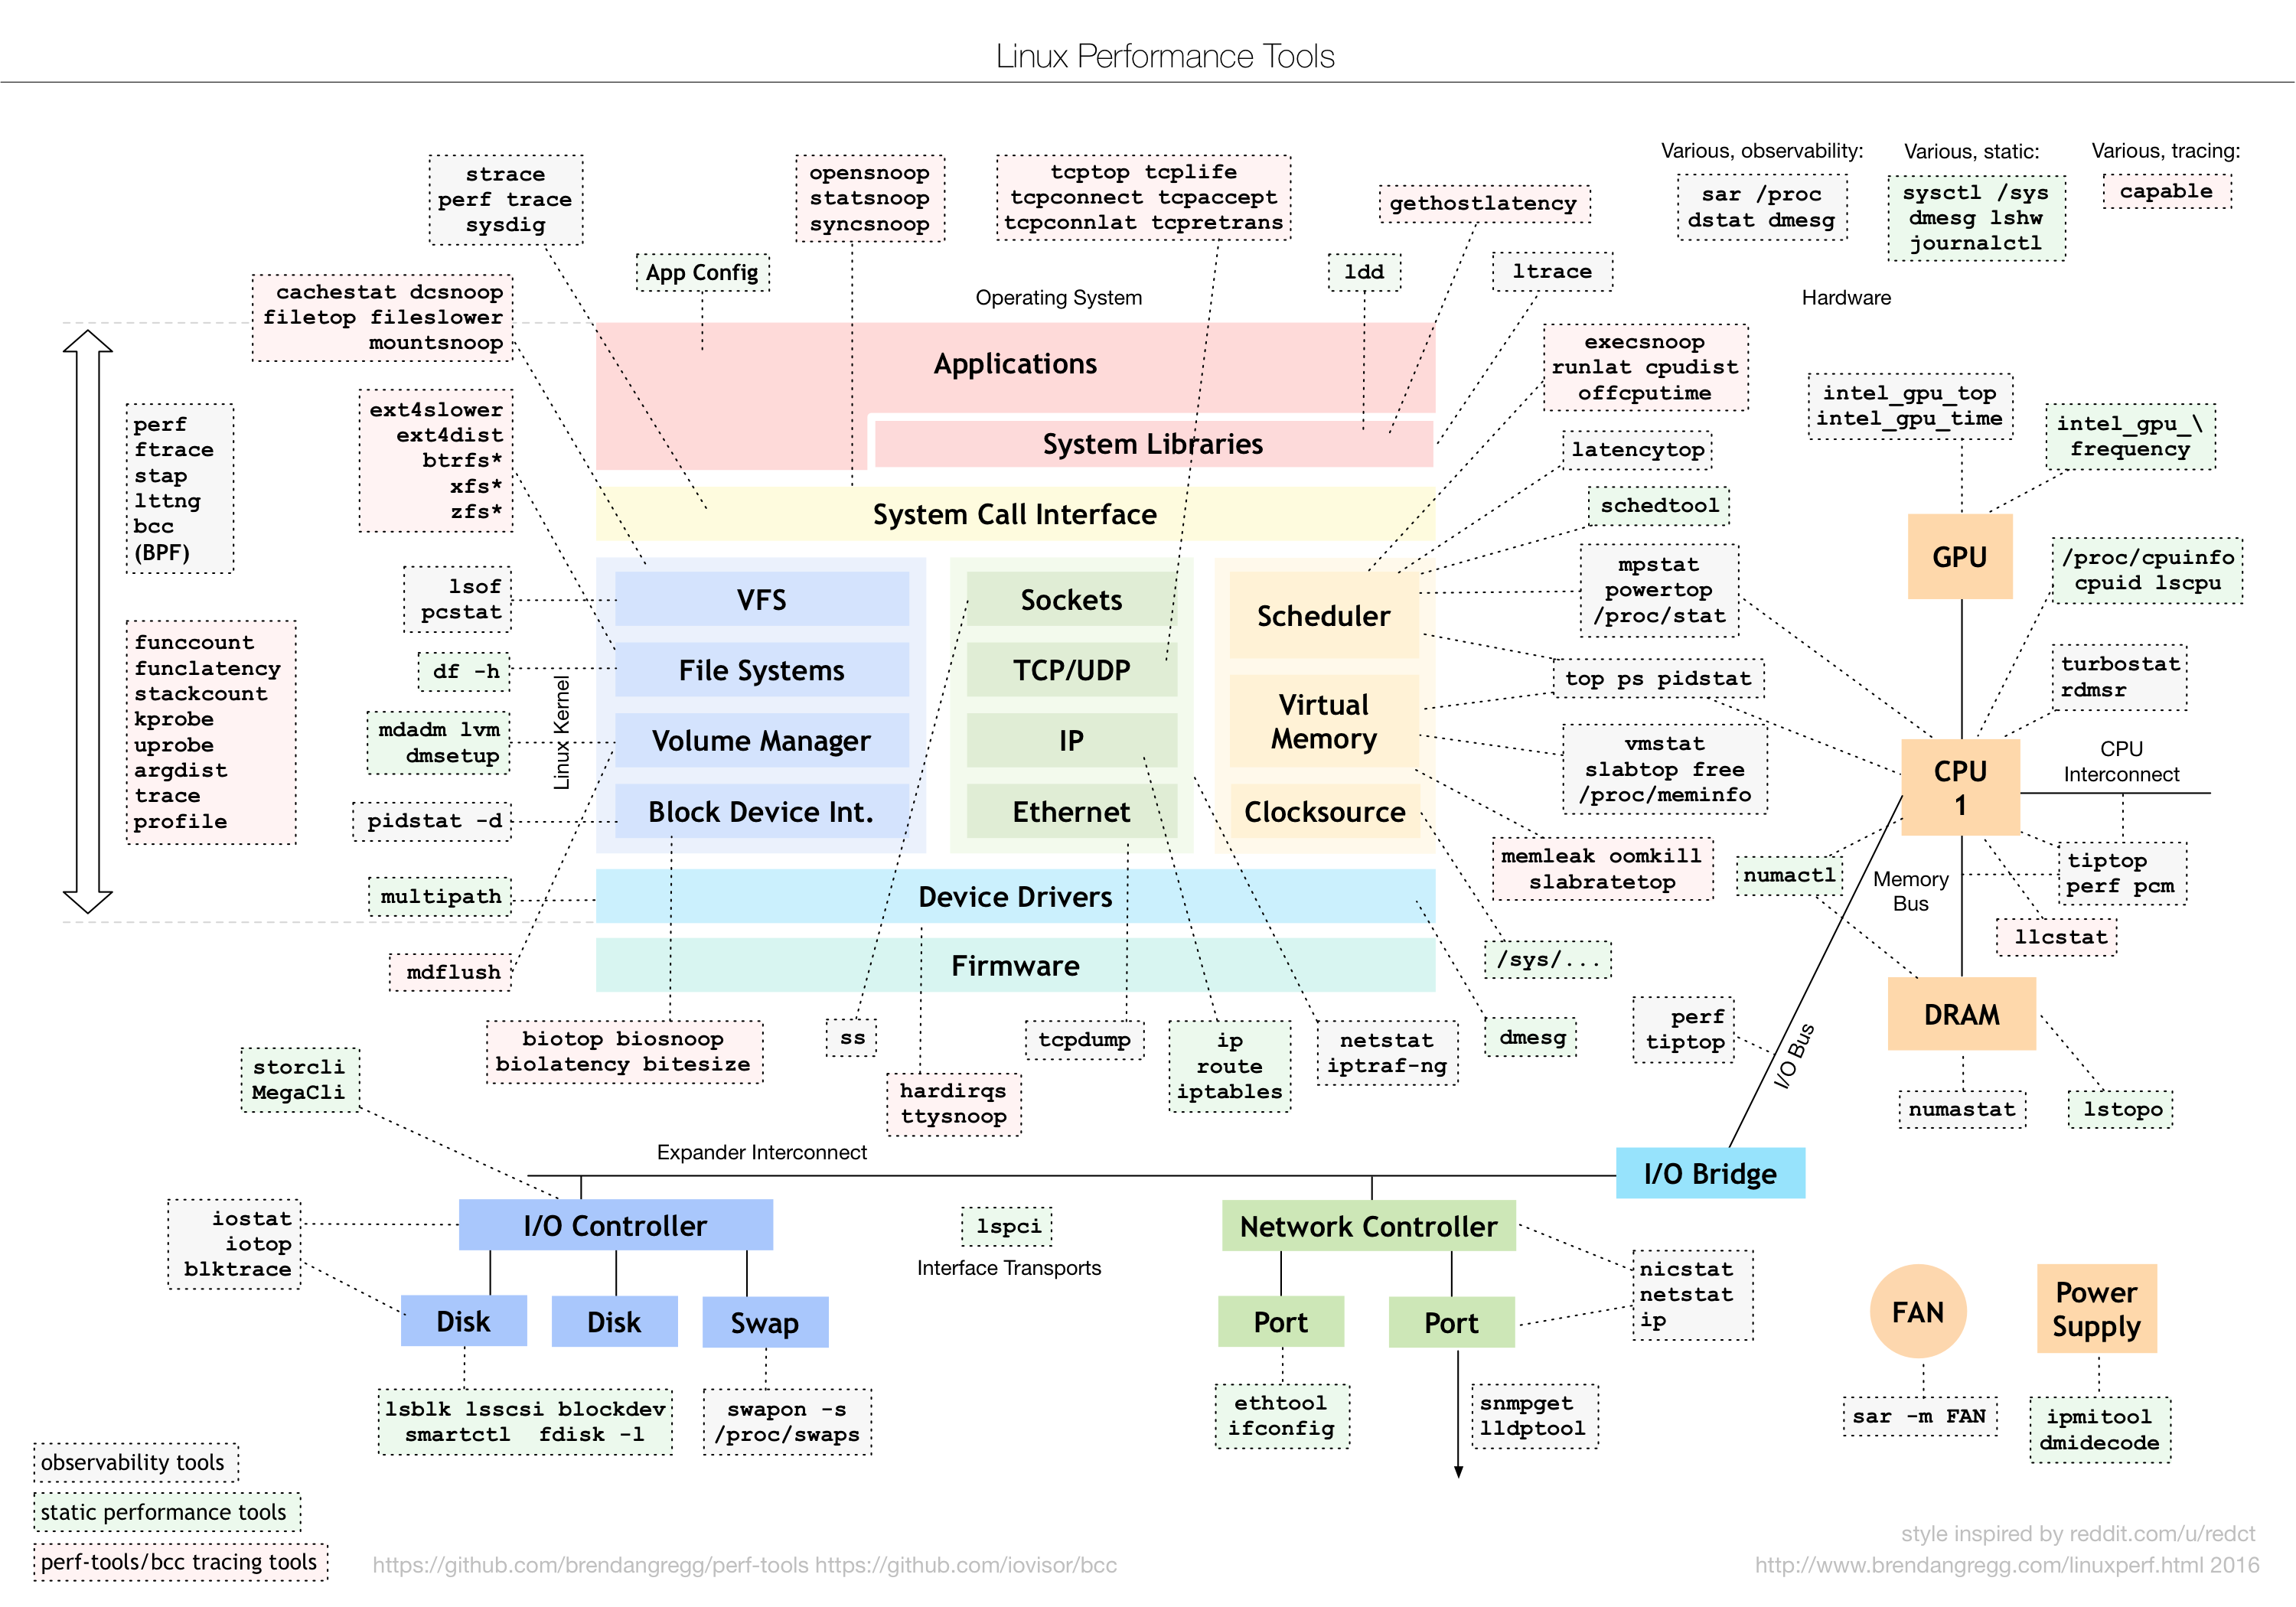 Linux Performance Tools
Various, observability:
sar /proc
dstat dmesg
Various, static:
sysctl /sys
dmesg lshw
journalctl
Various, tracing:
capable
strace
perf trace
sysdig
opensnoop
statsnoop
syncsnoop
tcptop tcplife
tcpconnect tcpaccept
tcpconnlat tcpretrans
gethostlatency
App Config
ldd
ltrace
Operating System
Hardware
cachestat dcsnoop
filetop fileslower
mountsnoop
ext4slower
ext4dist
btrfs*
xfs*
zfs*
perf
ftrace
stap
lttng
bcc
(BPF)
lsof
pcstat
funccount
funclatency
stackcount
kprobe
uprobe
argdist
trace
profile
df -h
mdadm lvm
dmsetup
pidstat -d
multipath
mdflush
Linux Kernel
Applications
System Libraries
System Call Interface
VFS
File Systems
Volume Manager
Block Device Int.
Sockets
TCP/UDP
IP
Ethernet
Scheduler
Virtual
Memory
Clocksource
Device Drivers
Firmware
execsnoop
runlat cpudist
offcputime
latencytop
schedtool
mpstat
powertop
/proc/stat
top ps pidstat
vmstat
slabtop free
/proc/meminfo
memleak oomkill
slabratetop
/sys/...
dmesg
intel_gpu_top
intel_gpu_time
intel_gpu_\
frequency
GPU
/proc/cpuinfo
cpuid lscpu
turbostat
rdmsr
CPU
1
CPU
Interconnect
numactl
Memory
Bus
tiptop
perf pcm
llcstat
DRAM
perf
tiptop
I/O Bus
numastat
lstopo
biotop biosnoop
biolatency bitesize
ss
hardirqs
ttysnoop
tcpdump
ip
route
iptables
netstat
iptraf-ng
storcli
MegaCli
Expander Interconnect
I/O Bridge
iostat
iotop
blktrace
I/O Controller
lspci
Interface Transports
Network Controller
nicstat
netstat
ip
Disk
Disk
Swap
Port
Port
FAN
Power
Supply
lsblk lsscsi blockdev
smartctl  fdisk -l
swapon -s
/proc/swaps
ethtool
ifconfig
snmpget
lldptool
sar -m FAN
ipmitool
dmidecode
observability tools
static performance tools
perf-tools/bcc tracing tools
https://github.com/brendangregg/perf-tools https://github.com/iovisor/bcc
style inspired by reddit.com/u/redct
http://www.brendangregg.com/linuxperf.html 2016